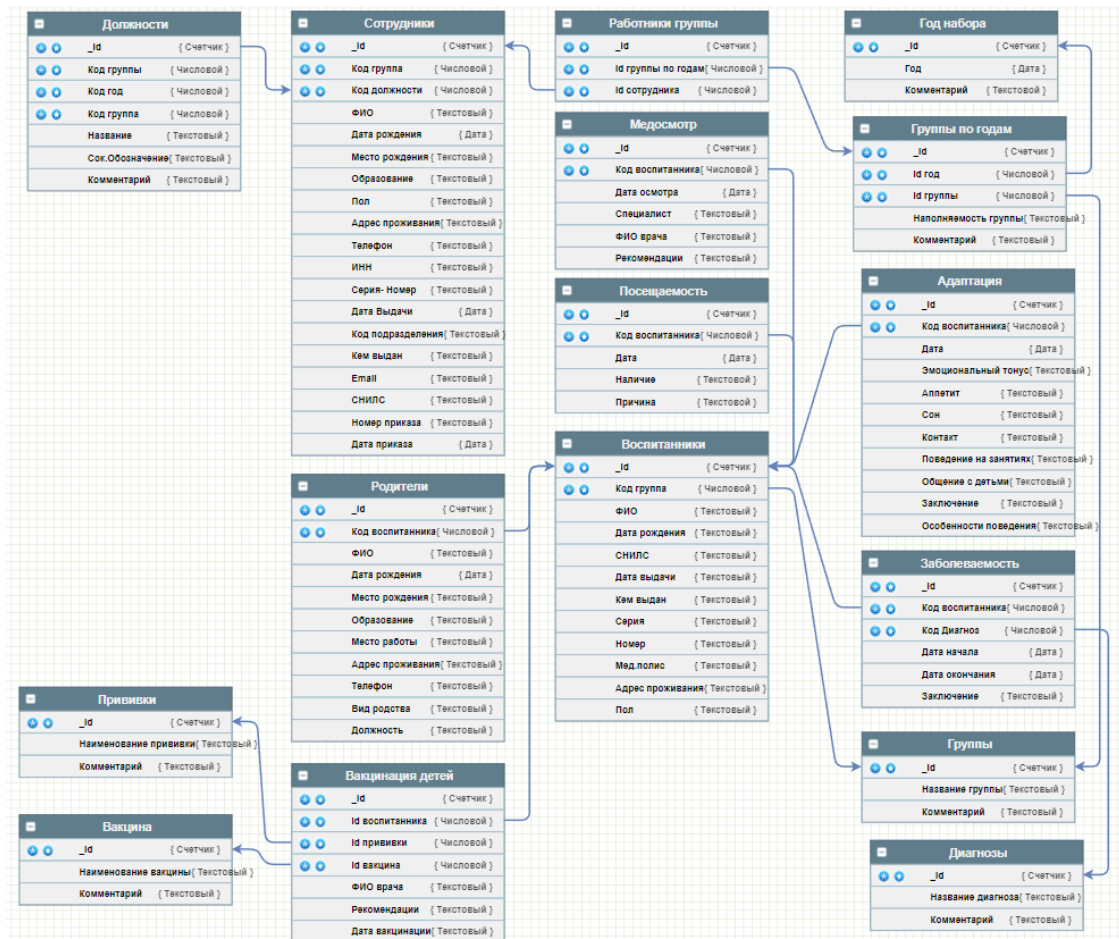 Должности
_Id { Счетчик }
Код группы { Числовой }
Код год { Числовой }
Код группа { Числовой }
Название { Текстовый }
Сок.Обозначение{ Текстовый }
Комментарий { Текстовый }
Сотрудники
_Id { Счетчик }
Код группа { Числовой }
Код должности { Числовой }
ФИО { Текстовый }
Дата рождения { Дата }
Место рождения { Текстовый }
Образование { Текстовый }
Пол { Текстовый }
Адрес проживания{ Текстовый }
Телефон { Текстовый }
ИНН { Текстовый }
Серия- Номер { Текстовый }
Дата Выдачи { Дата }
Код подразделения{ Текстовый }
Кем выдан { Текстовый }
Email { Текстовый }
СНИЛС { Текстовый }
Номер приказа { Текстовый }
Дата приказа { Дата }
Работники группы
_Id { Счетчик }
Id группы по годам{ Числовой }
Id сотрудника { Числовой }
Год набора
_Id { Счетчик }
Год { Дата }
Комментарий { Текстовой }
Медосмотр
_Id { Счетчик }
Код воспитанника{ Числовой }
Дата осмотра { Дата }
Специалист { Текстовый }
ФИО врача { Текстовый }
Рекомендации { Текстовый }
Группы по годам
_Id { Счетчик }
Id год { Числовой }
Id группы { Числовой }
Наполняемость группы{ Текстовый }
Комментарий { Текстовый }
Посещаемость
_Id { Счетчик }
Код воспитанника{ Числовой }
Дата { Дата }
Наличие { Текстовой }
Причина { Текстовой }
Адаптация
_Id { Счетчик }
Код воспитанника{ Числовой }
Дата { Дата }
Эмоциональный тонус{ Текстовый }
Аппетит { Текстовый }
Сон { Текстовый }
Контакт { Текстовый }
Поведение на занятиях{ Текстовый }
Общение с детьми{ Текстовый }
Заключение { Текстовый }
Особенности поведения{ Текстовый }
Воспитанники
_Id { Счетчик }
Код группа { Числовой }
ФИО { Текстовый }
Дата рождения { Текстовый }
СНИЛС { Текстовый }
Дата выдачи { Текстовый }
Кем выдан { Текстовый }
Серия { Текстовый }
Номер { Текстовый }
Мед.полис { Текстовый }
Адрес проживания{ Текстовый }
Пол { Текстовый }
Родители
_Id { Счетчик }
Код воспитанника{ Числовой }
ФИО { Текстовый }
Дата рождения { Дата }
Место рождения { Текстовый }
Образование { Текстовый }
Место работы { Текстовый }
Адрес проживания{ Текстовый }
Телефон { Текстовый }
Вид родства { Текстовый }
Должность { Текстовый }
Заболеваемость
_Id { Счетчик }
Код воспитанника{ Числовой }
Код Диагноз { Числовой }
Дата начала { Дата }
Дата окончания { Дата }
Заключение { Текстовый }
Прививки
_Id { Счетчик }
Наименование прививки{ Текстовый }
Комментарий { Текстовый }
Вакцинация детей
_Id { Счетчик }
Id воспитанника { Числовой }
Id прививки { Числовой }
Id вакцина { Числовой }
ФИО врача { Текстовый }
Рекомендации { Текстовый }
Дата вакцинации{ Текстовый }
Вакцина
_Id { Счетчик }
Наименование вакцины{ Текстовый }
Комментарий { Текстовый }
Группы
_Id { Счетчик }
Название группы{ Текстовый }
Комментарий { Текстовый }
Диагнозы
_Id { Счетчик }
Название диагноза{ Текстовый }
Комментарий { Текстовый }